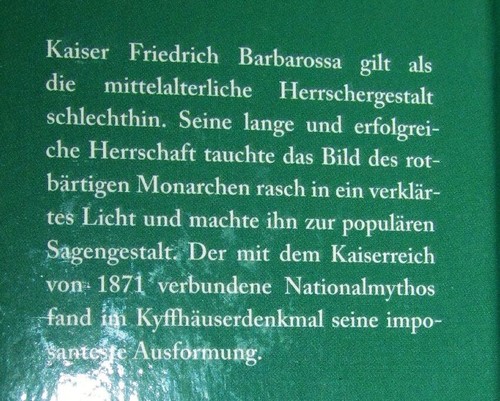 Kaiser Friedrich Barbarossa gilt als
die mittelalterliche Herrschergestalt
schlechthin. Seine lange und erfolgrei-
che Herrschaft tauchte das Bild des rot-
bärtigen Monarchen rasch in ein verklär-
tes Licht und machte ihn zur populären
Sagengestalt. Der mit dem Kaiserreich
von 1871 verbundene Nationalmythos
fand im Kyffhäuserdenkmal seine impo-
santeste Ausformung.